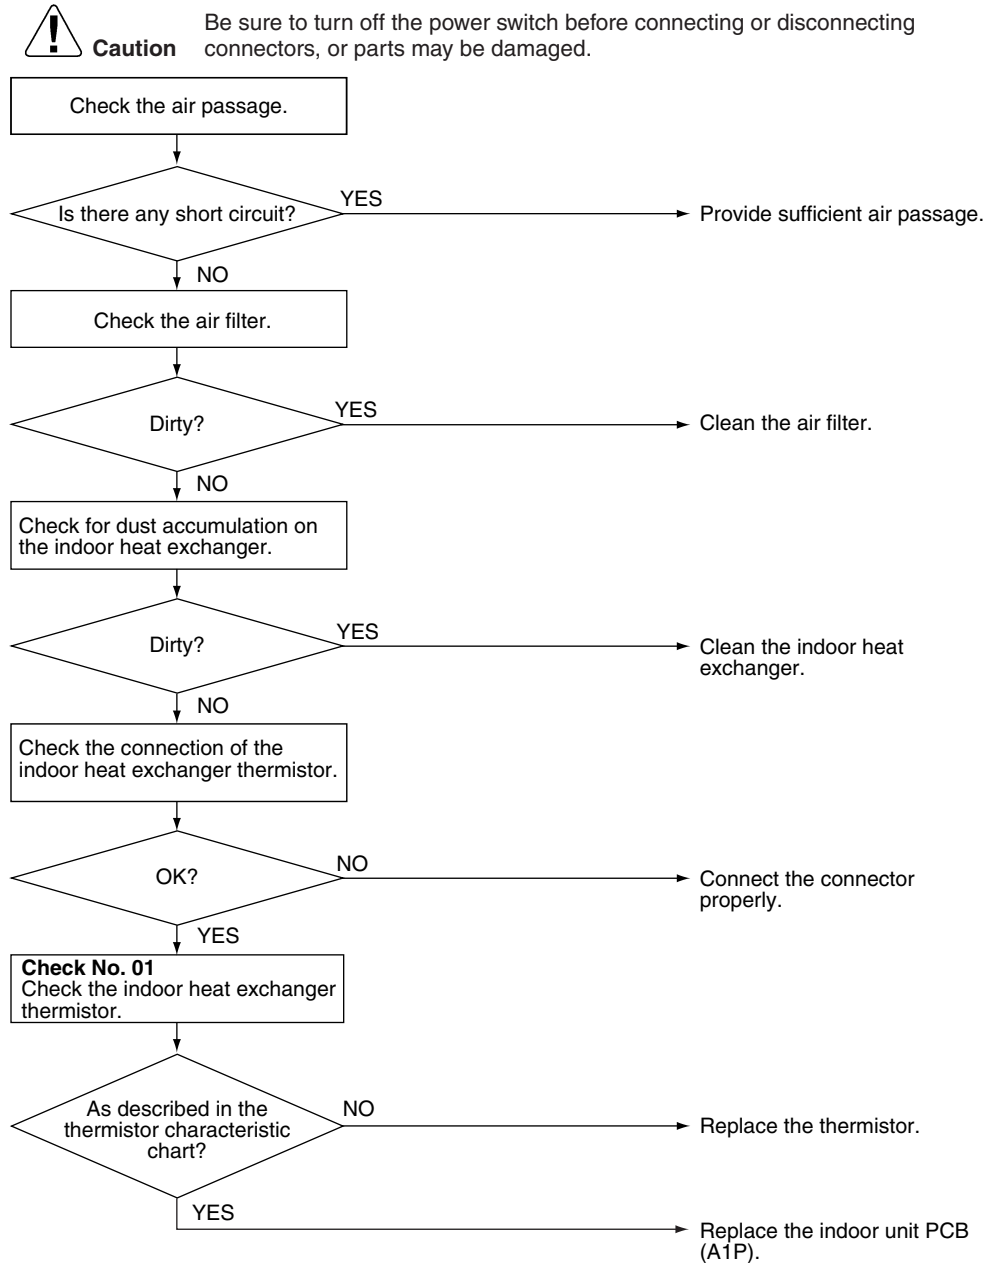 Be sure to turn off the power switch before connecting or disconnecting
Caution connectors, or parts may be damaged.
Check the air passage.
Is there any short circuit?
YES
Provide sufficient air passage.
NO
Check the air filter.
Dirty?
YES
Clean the air filter.
NO
Check for dust accumulation on
the indoor heat exchanger.
Dirty?
YES
Clean the indoor heat
exchanger.
NO
Check the connection of the
indoor heat exchanger thermistor.
OK?
NO
Connect the connector
properly.
YES
Check No. 01
Check the indoor heat exchanger
thermistor.
As described in the
thermistor characteristic
chart?
NO
Replace the thermistor.
YES
Replace the indoor unit PCB
(A1P).